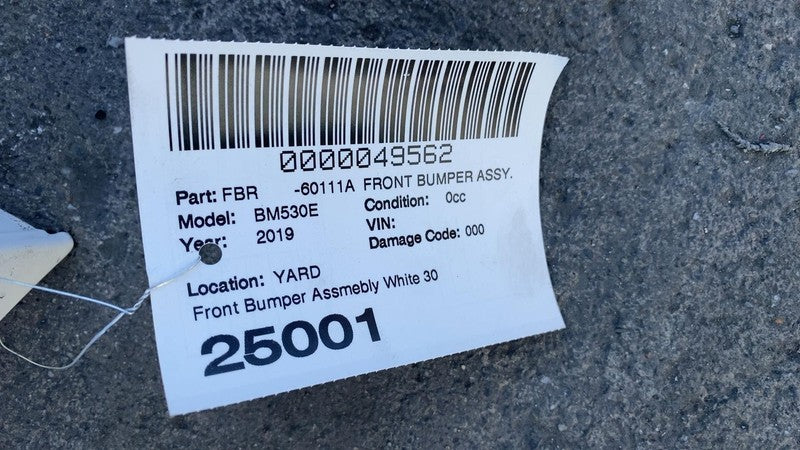 0000049562
Part: FBR -60111A FRONT BUMPER ASSY.
Model: BM530E Condition: 0cc
Year: 2019 VIN:
Damage Code: 000
Location: YARD
Front Bumper Assmebly White 30
25001